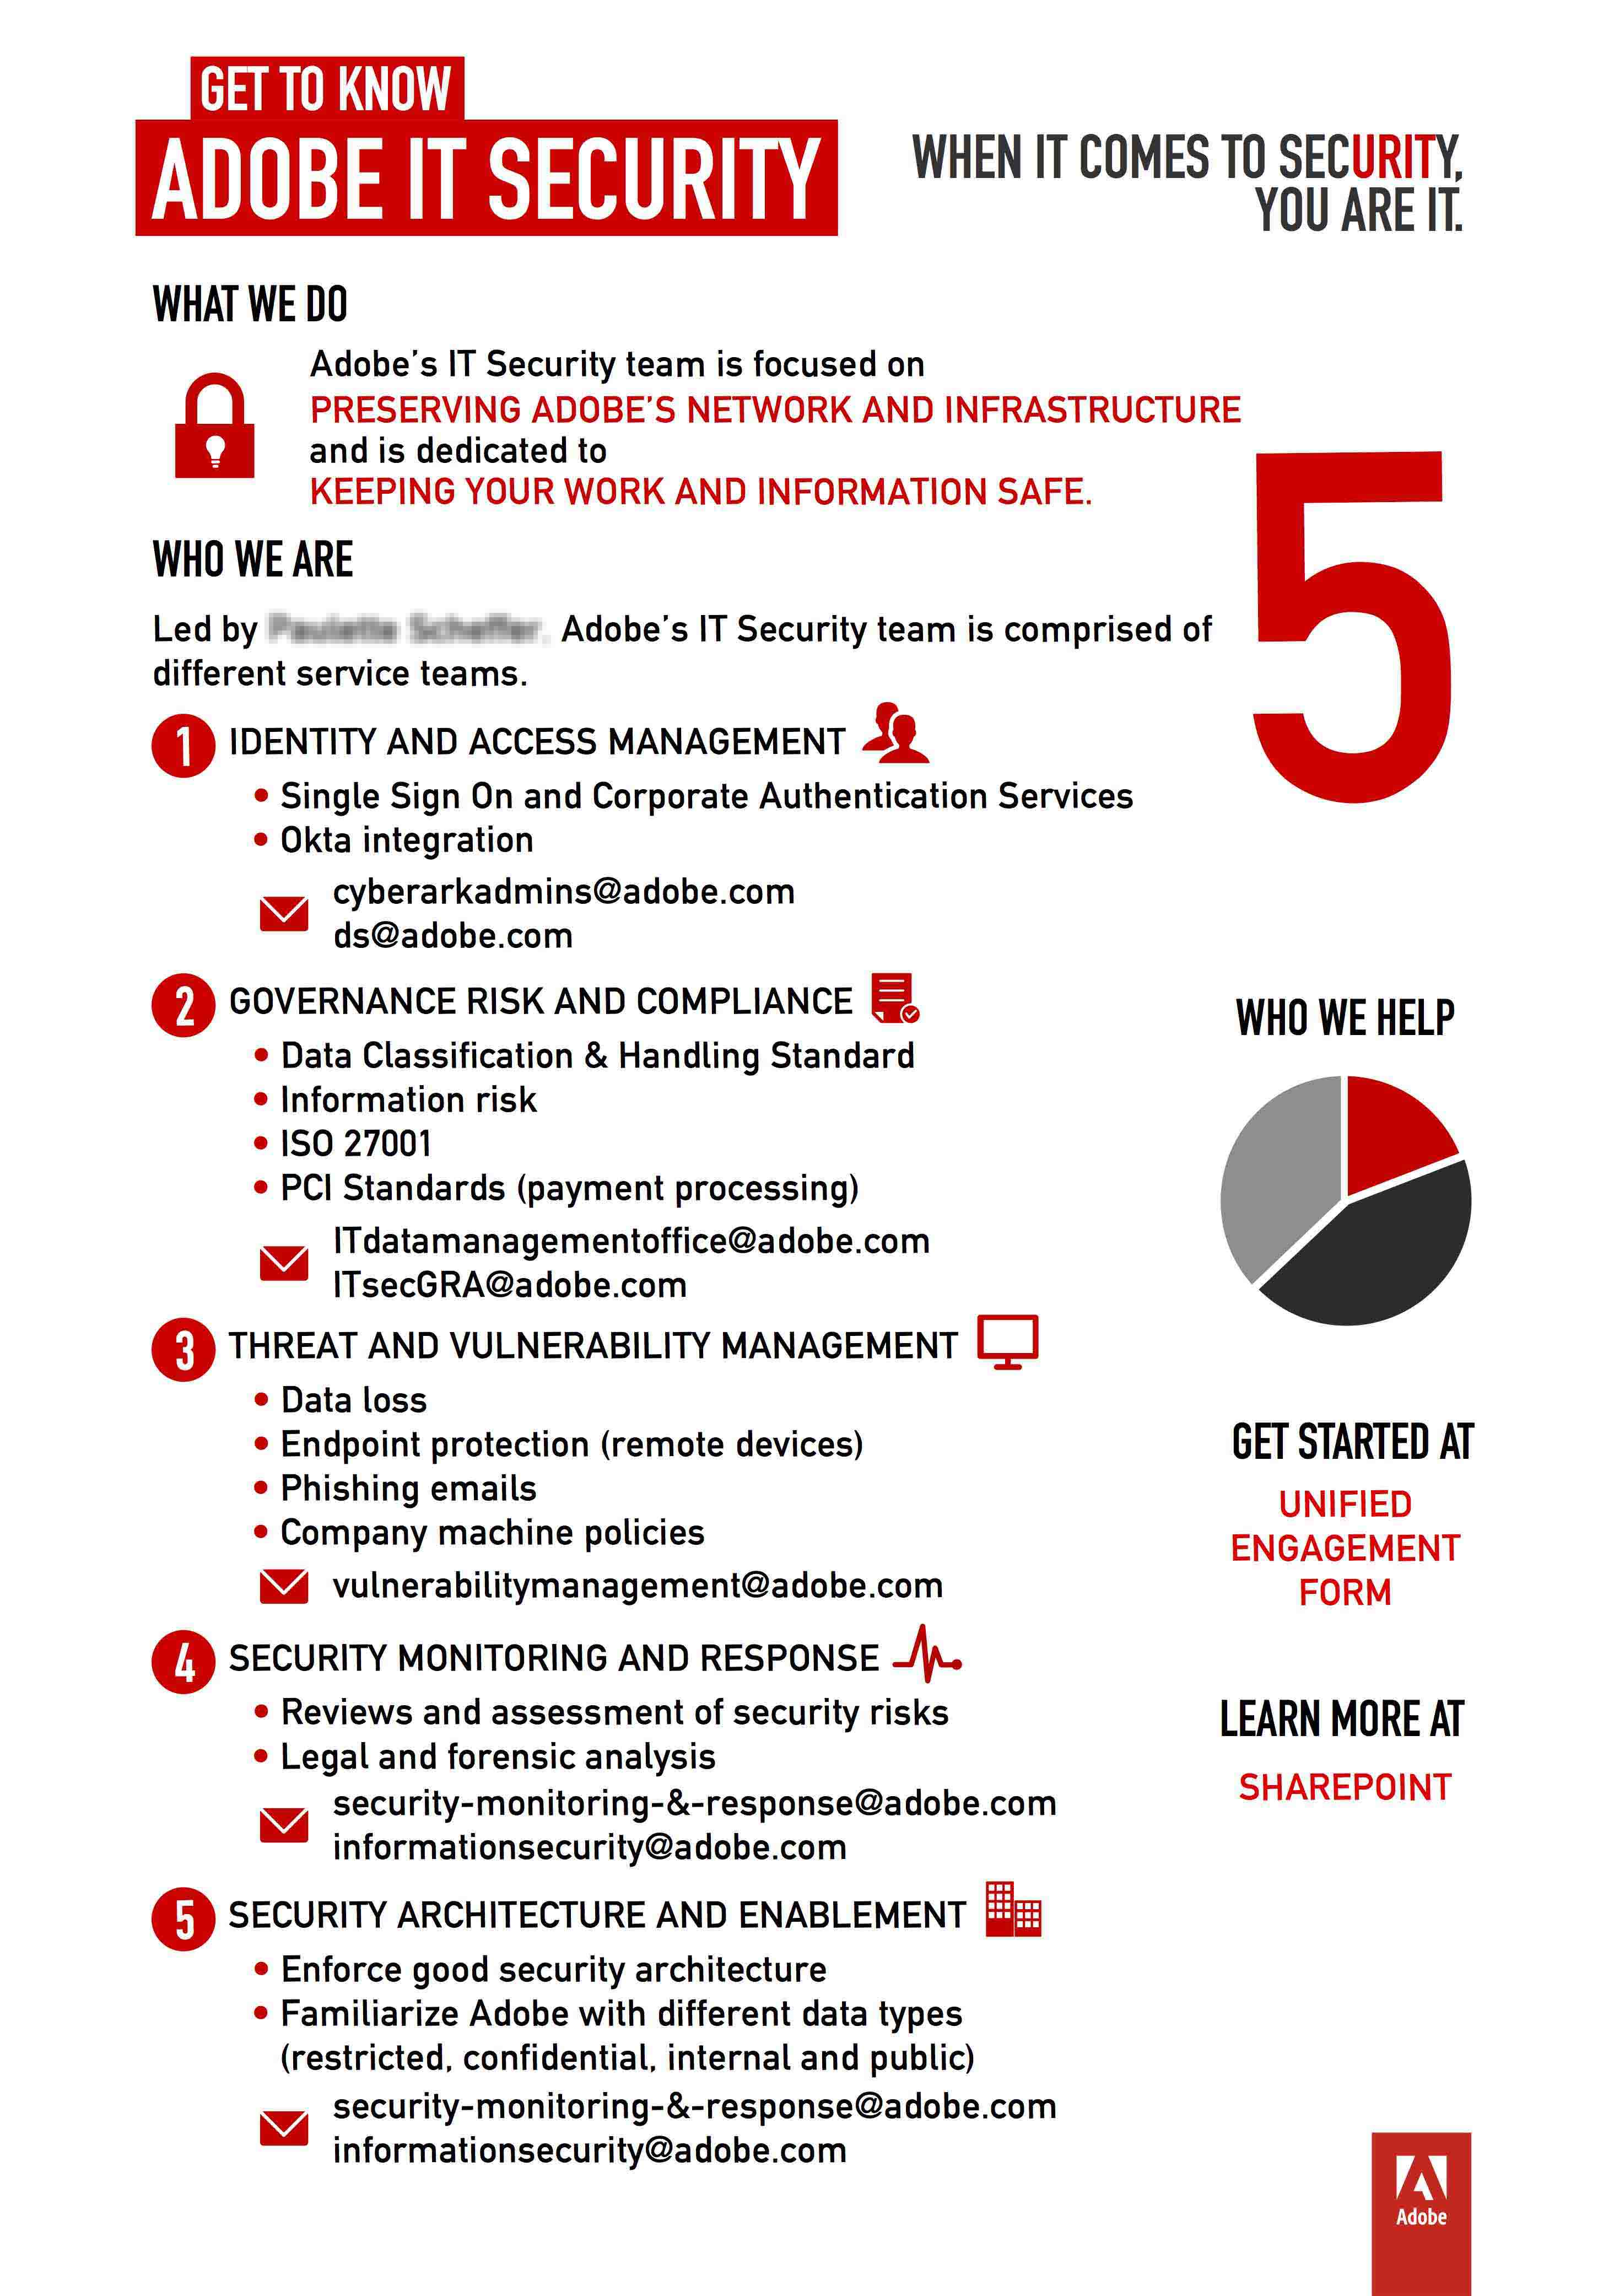 GET TO KNOW
ADOBE IT SECURITY
WHEN IT COMES TO SECURITY,
YOU ARE IT.
WHAT WE DO
Adobe's IT Security team is focused on
PRESERVING ADOBE'S NETWORK AND INFRASTRUCTURE
and is dedicated to
KEEPING YOUR WORK AND INFORMATION SAFE.
WHO WE ARE
Led by Adobe's IT Security team is comprised of
5
different service teams.
1 IDENTITY AND ACCESS MANAGEMENT
• Single Sign On and Corporate Authentication Services
• Okta integration
cyberarkadmins@adobe.com
ds@adobe.com
2 GOVERNANCE RISK AND COMPLIANCE
• Data Classification & Handling Standard
• Information risk
• ISO 27001
• PCI Standards (payment processing)
ITdatamanagementoffice@adobe.com
ITsecGRA@adobe.com
3 THREAT AND VULNERABILITY MANAGEMENT
• Data loss
• Endpoint protection (remote devices)
• Phishing emails
• Company machine policies
vulnerabilitymanagement@adobe.com
4 SECURITY MONITORING AND RESPONSE
• Reviews and assessment of security risks
• Legal and forensic analysis
security-monitoring-&-response@adobe.com
informationsecurity@adobe.com
5 SECURITY ARCHITECTURE AND ENABLEMENT
• Enforce good security architecture
• Familiarize Adobe with different data types
(restricted, confidential, internal and public)
security-monitoring-&-response@adobe.com
informationsecurity@adobe.com
WHO WE HELP
GET STARTED AT
UNIFIED
ENGAGEMENT
FORM
LEARN MORE AT
SHAREPOINT
Adobe